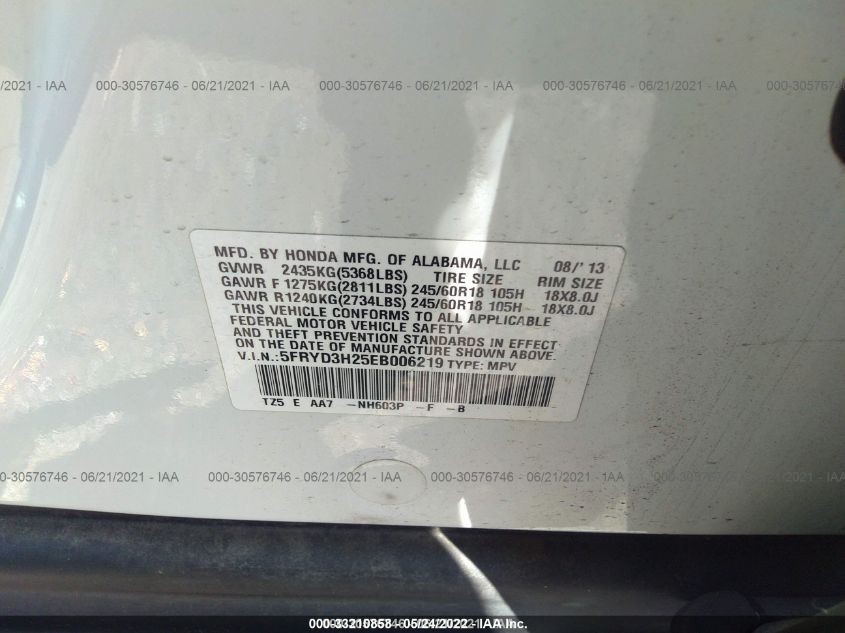 /2021 - IAA 000-30576746 - 06/21/2021 - IAA 000-30576746 - 06/21/2021 - IAA 000-30576746 - 06/2
MFD. BY HONDA MFG. OF ALABAMA, LLC 08/'13
GVWR 2435KG(5368LBS) TIRE SIZE RIM SIZE
GAWR F 1275KG(2811LBS) 245/60R18 105H 18X8.0J
GAWR R1240KG(2734LBS) 245/60R18 105H 18X8.0J
THIS VEHICLE CONFORMS TO ALL APPLICABLE
FEDERAL MOTOR VEHICLE SAFETY
AND THEFT PREVENTION STANDARDS IN EFFECT
ON THE DATE OF MANUFACTURE SHOWN ABOVE.
V.I.N.:5FRYD3H25EB006219 TYPE: MPV
TZ5 E AA7 -NH603P -F -B
30576746 - 06/21/2021 - IAA 000-30576746 - 06/21/2021 - IAA 000-30576746 - 06/21/2021 - IAA 000-30576746 - 06/21/2021 - IAA
000-33210858 - 05/24/2022 - IAA